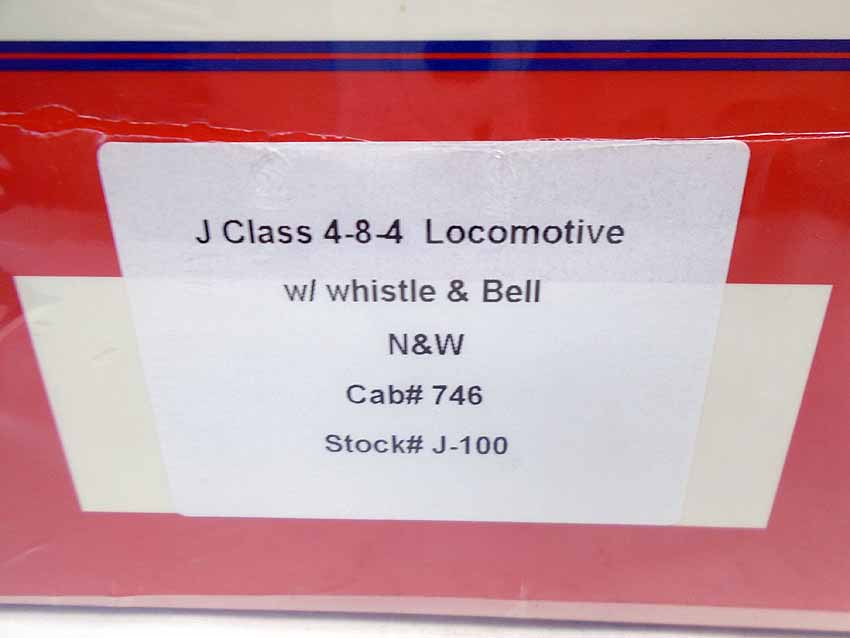 J Class 4-8-4 Locomotive
w/ whistle & Bell
N&W
Cab# 746
Stock# J-100